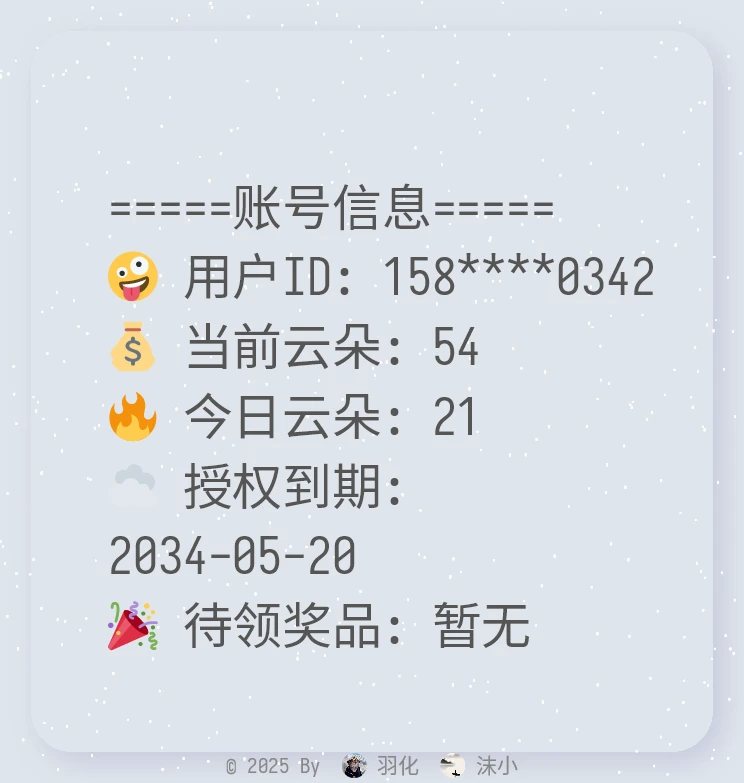 =====账号信息=====
🤪 用户ID: 158****0342
💰 当前云朵: 54
🔥 今日云朵: 21
☁️ 授权到期:
2034-05-20
🎉 待领奖品: 暂无
© 2025 By 羽化 沫小